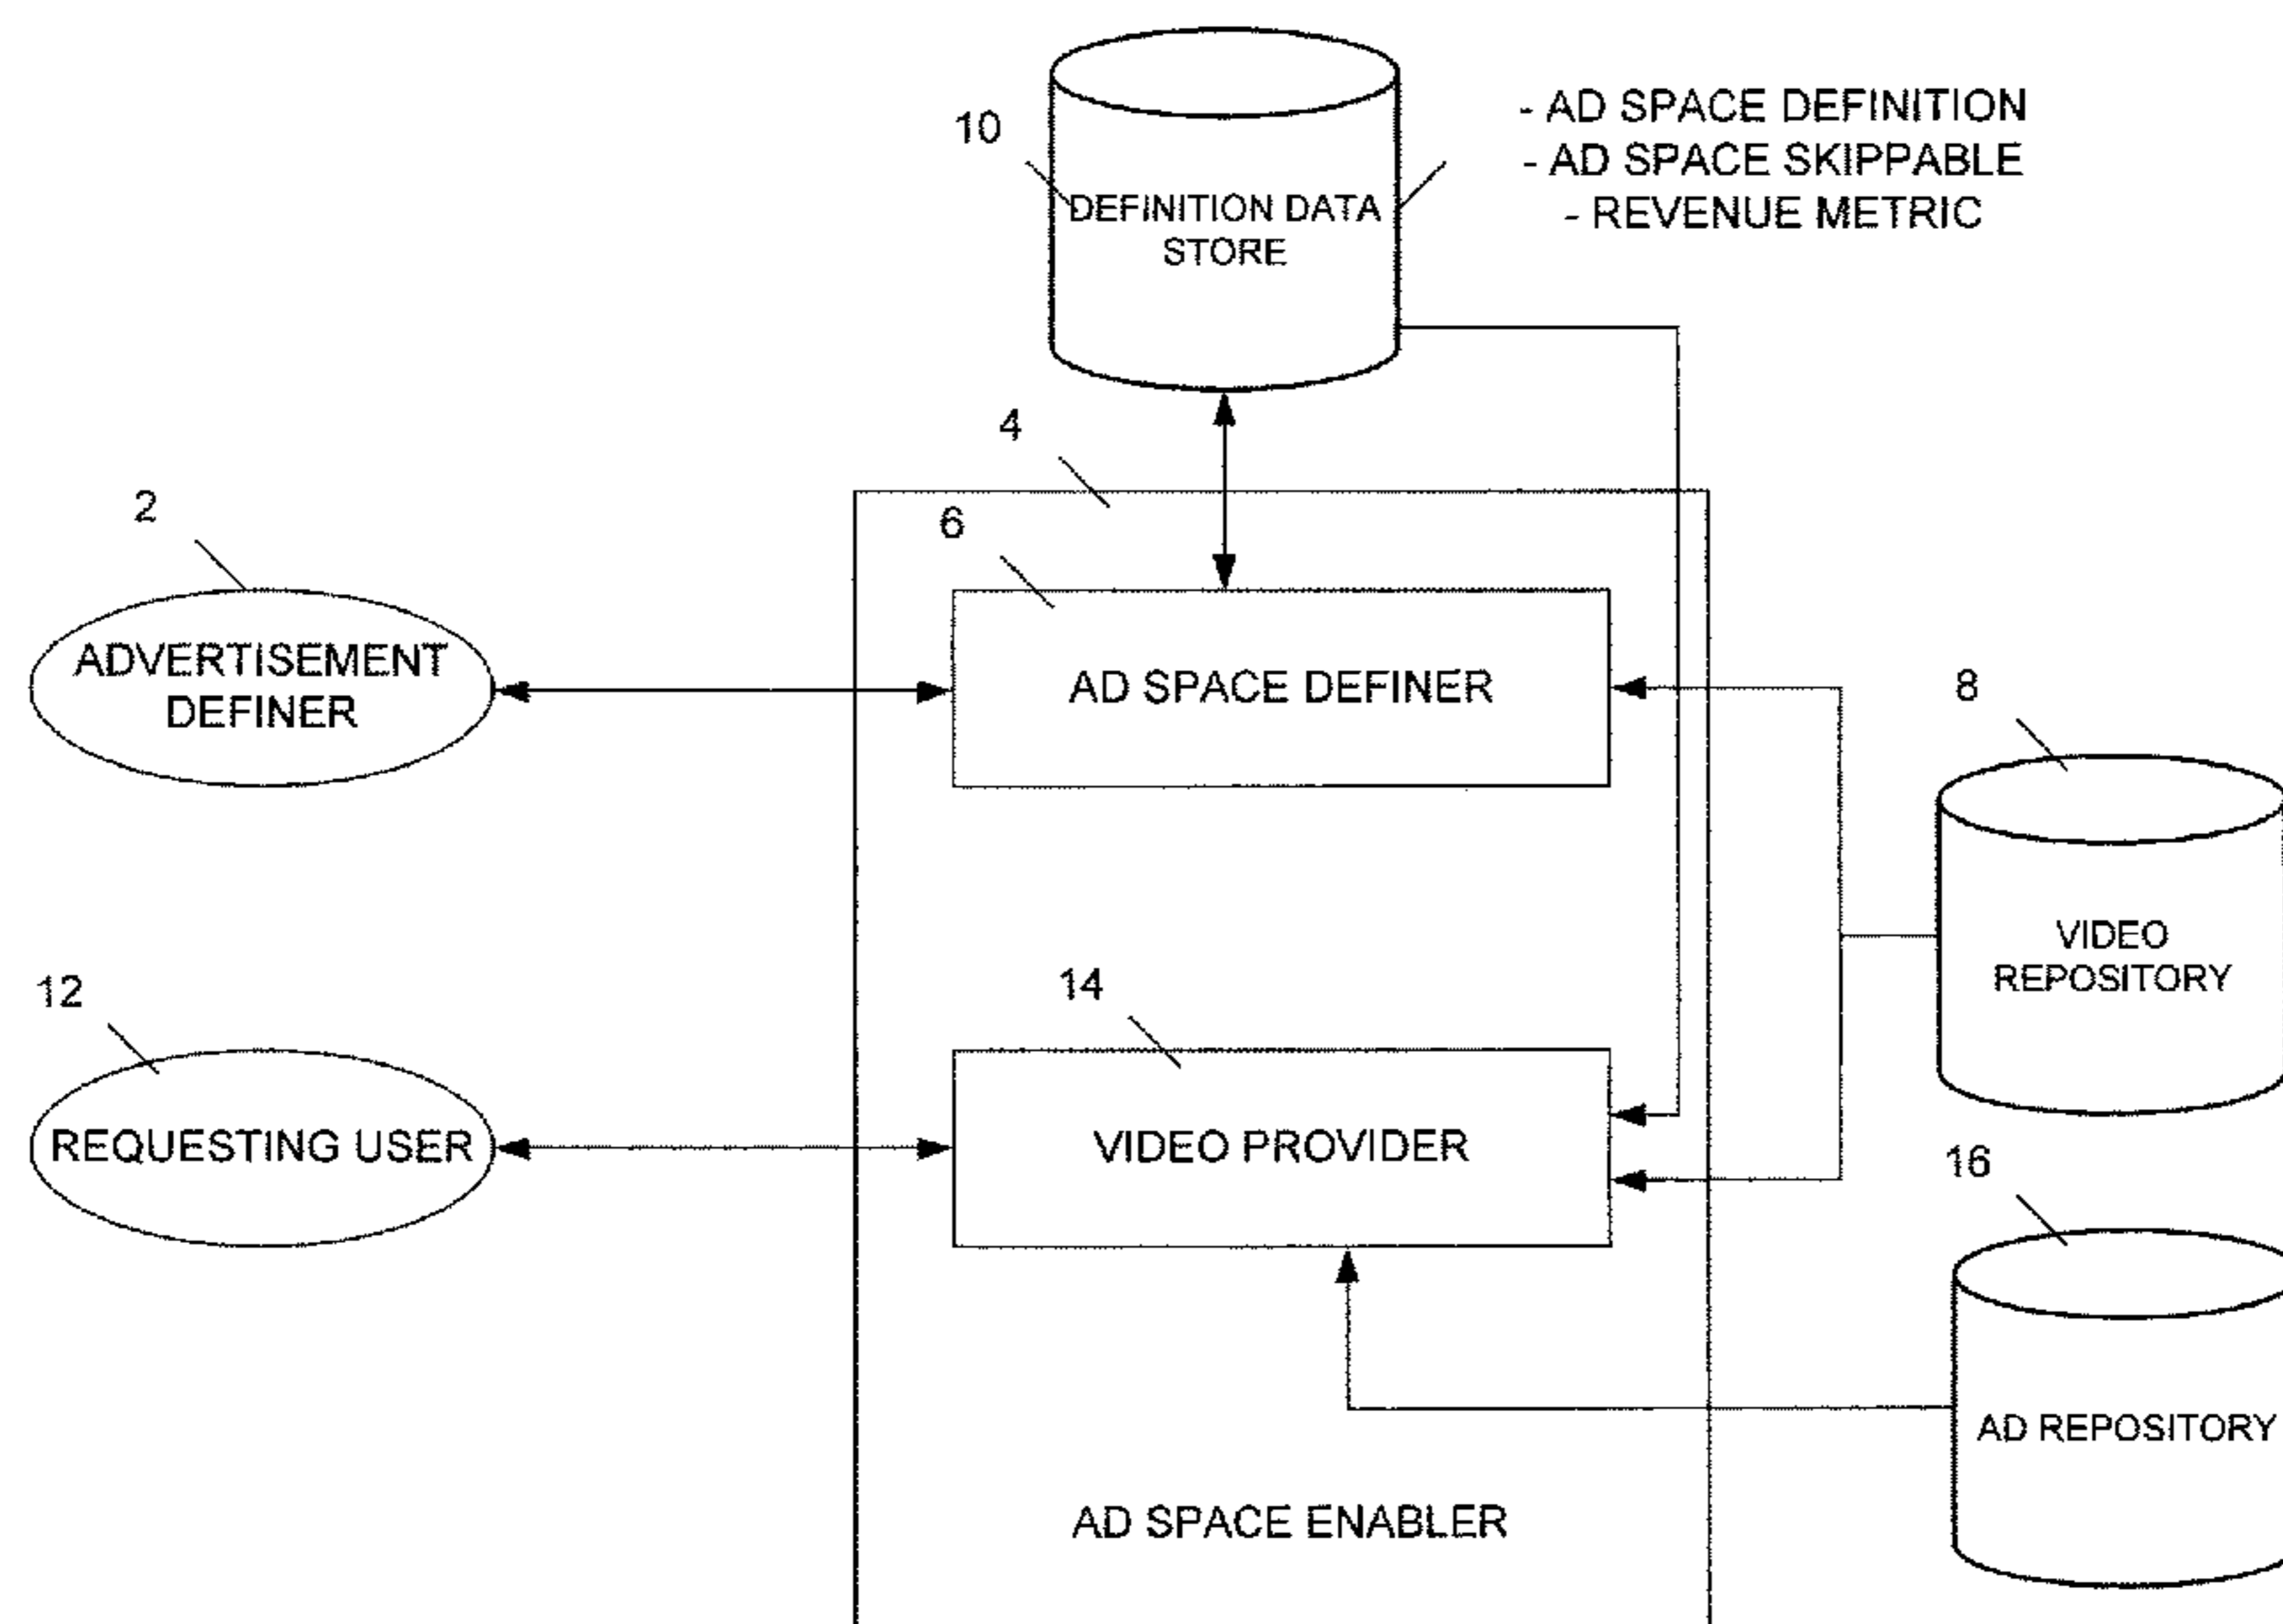 10
- AD SPACE DEFINITION
- AD SPACE SKIPPABLE
- REVENUE METRIC
DEFINITION DATA
STORE
4
2
6
ADVERTISEMENT
DEFINER
AD SPACE DEFINER
8
VIDEO
REPOSITORY
12
14
REQUESTING USER
VIDEO PROVIDER
16
AD REPOSITORY
AD SPACE ENABLER